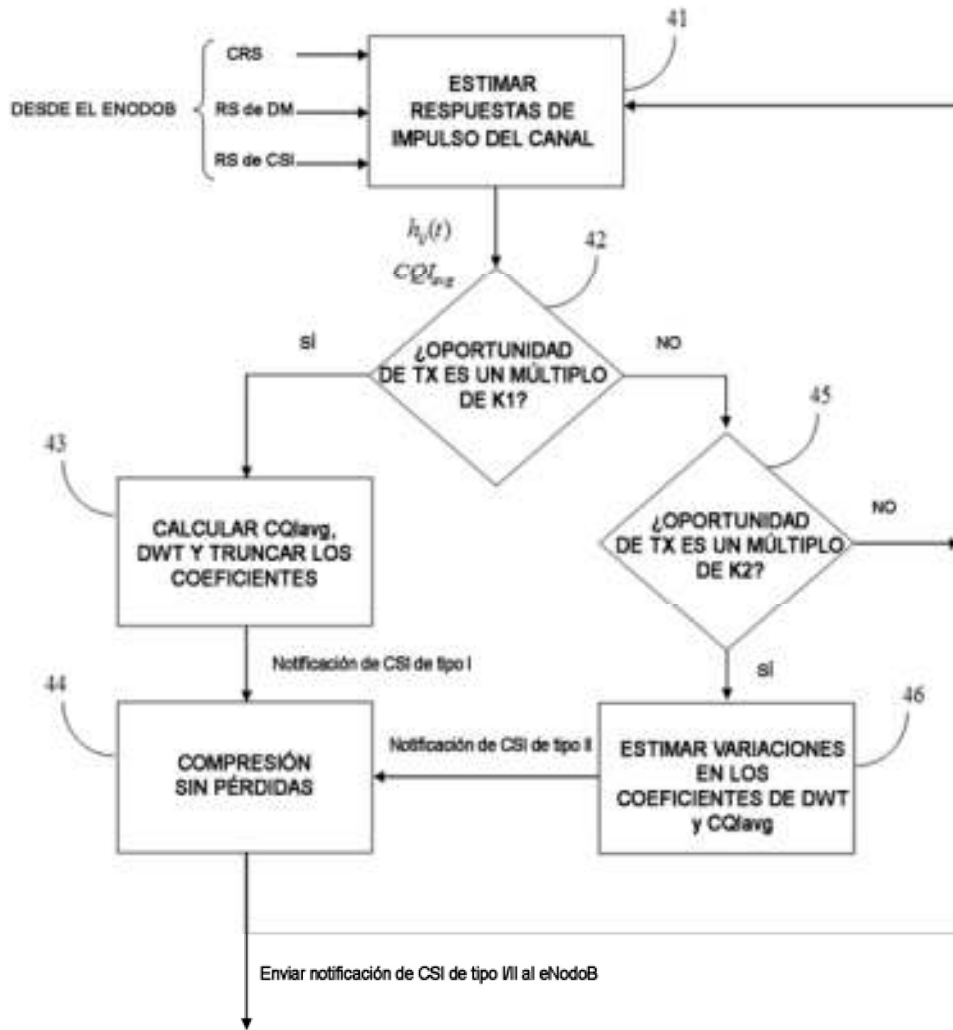 41
CRS
DESDE EL ENODOB
RS de DM
RS de CSI
ESTIMAR
RESPUESTAS DE
IMPULSO DEL CANAL
h_ij(t)
CQI_avg
42
SÍ
¿OPORTUNIDAD
DE TX ES UN MÚLTIPLO
DE K1?
NO
45
43
CALCULAR CQIavg,
DWT Y TRUNCAR LOS
COEFICIENTES
¿OPORTUNIDAD
DE TX ES UN MÚLTIPLO
DE K2?
NO
Notificación de CSI de tipo I
SÍ
44
46
COMPRESIÓN
SIN PÉRDIDAS
Notificación de CSI de tipo II
ESTIMAR VARIACIONES
EN LOS
COEFICIENTES DE DWT
y CQIavg
Enviar notificación de CSI de tipo I/II al eNodoB